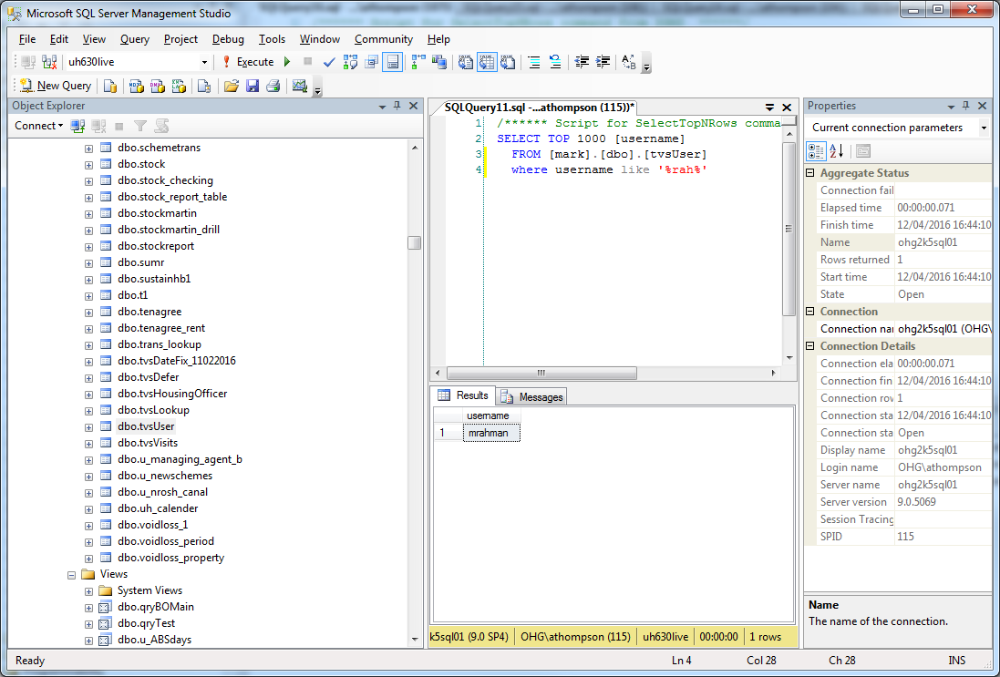 Microsoft SQL Server Management Studio
File Edit View Query Project Debug Tools Window Community Help
uh630live Execute
New Query
Object Explorer
Connect
dbo.schemetrans
dbo.stock
dbo.stock_checking
dbo.stock_report_table
dbo.stockmartin
dbo.stockmartin_drill
dbo.stockreport
dbo.sumr
dbo.sustainhb1
dbo.t1
dbo.tenagree
dbo.tenagree_rent
dbo.trans_lookup
dbo.tvsDateFix_11022016
dbo.tvsDefer
dbo.tvsHousingOfficer
dbo.tvsLookup
dbo.tvsUser
dbo.tvsVisits
dbo.u_managing_agent_b
dbo.u_newschemes
dbo.u_nrosh_canal
dbo.uh_calender
dbo.voidloss_1
dbo.voidloss_period
dbo.voidloss_property
Views
System Views
dbo.qryBOMain
dbo.qryTest
dbo.u_ABSdays
SQLQuery11.sql -...athompson (115))*
1 /****** Script for SelectTopNRows comma
2 SELECT TOP 1000 [username]
3 FROM [mark].[dbo].[tvsUser]
4 where username like '%rah%'
Results Messages
username
1 mrahman
k5sql01 (9.0 SP4) OHG\athompson (115) uh630live 00:00:00 1 rows
Properties
Current connection parameters
Aggregate Status
Connection fail
Elapsed time 00:00:00.071
Finish time 12/04/2016 16:44:10
Name ohg2k5sql01
Rows returned 1
Start time 12/04/2016 16:44:10
State Open
Connection
Connection nar ohg2k5sql01 (OHG\
Connection Details
Connection ela 00:00:00.071
Connection fin 12/04/2016 16:44:10
Connection rov 1
Connection sta 12/04/2016 16:44:10
Connection sta Open
Display name ohg2k5sql01
Login name OHG\athompson
Server name ohg2k5sql01
Server version 9.0.5069
Session Tracing
SPID 115
Name
The name of the connection.
Ready Ln 4 Col 28 Ch 28 INS